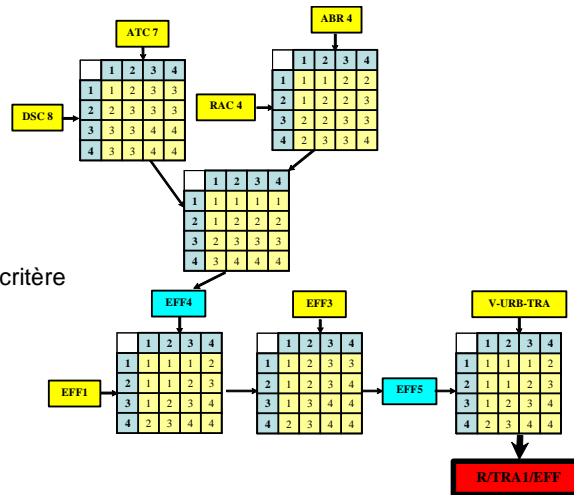 ATC 7
ABR 4
1 2 3 4
1 1 2 3 3
2 2 3 3 3
3 3 3 4 4
4 3 3 4 4
1 2 3 4
1 1 1 2 2
2 1 2 2 3
3 2 2 3 3
4 2 3 3 4
DSC 8
RAC 4
1 2 3 4
1 1 1 1 1
2 1 2 2 2
3 2 3 3 3
4 3 4 4 4
critère
EFF4
EFF3
V-URB-TRA
1 2 3 4
1 1 1 1 2
2 1 1 2 3
3 1 2 3 4
4 2 3 4 4
1 2 3 4
1 1 2 3 3
2 1 2 3 4
3 1 2 3 4
4 2 3 4 4
1 2 3 4
1 1 1 1 2
2 1 1 2 3
3 1 2 3 4
4 2 3 4 4
EFF1
EFF5
R/TRA1/EFF